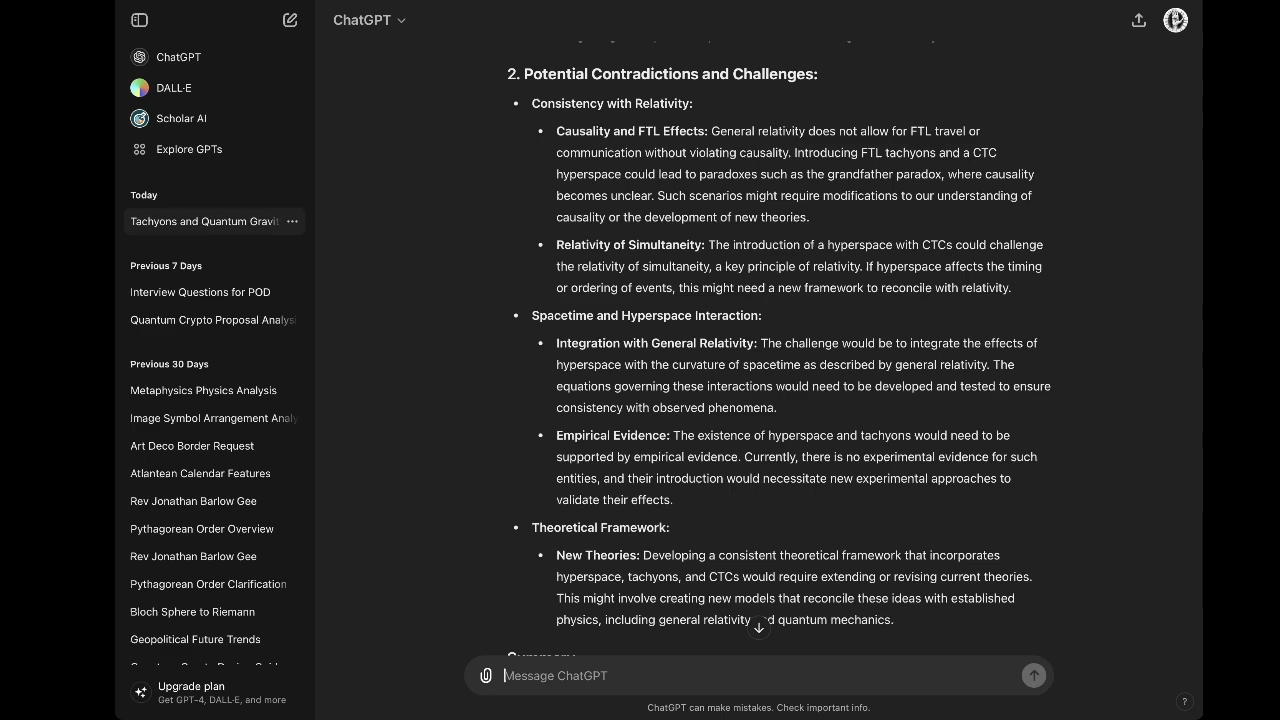 ChatGPT
ChatGPT
DALL·E
Scholar AI
Explore GPTs
Today
Tachyons and Quantum Gravit
Previous 7 Days
Interview Questions for POD
Quantum Crypto Proposal Analysi
Previous 30 Days
Metaphysics Physics Analysis
Image Symbol Arrangement Analy
Art Deco Border Request
Atlantean Calendar Features
Rev Jonathan Barlow Gee
Pythagorean Order Overview
Rev Jonathan Barlow Gee
Pythagorean Order Clarification
Bloch Sphere to Riemann
Geopolitical Future Trends
Upgrade plan
Get GPT-4, DALL·E, and more
2. Potential Contradictions and Challenges:
• Consistency with Relativity:
• Causality and FTL Effects: General relativity does not allow for FTL travel or
communication without violating causality. Introducing FTL tachyons and a CTC
hyperspace could lead to paradoxes such as the grandfather paradox, where causality
becomes unclear. Such scenarios might require modifications to our understanding of
causality or the development of new theories.
• Relativity of Simultaneity: The introduction of a hyperspace with CTCs could challenge
the relativity of simultaneity, a key principle of relativity. If hyperspace affects the timing
or ordering of events, this might need a new framework to reconcile with relativity.
• Spacetime and Hyperspace Interaction:
• Integration with General Relativity: The challenge would be to integrate the effects of
hyperspace with the curvature of spacetime as described by general relativity. The
equations governing these interactions would need to be developed and tested to ensure
consistency with observed phenomena.
• Empirical Evidence: The existence of hyperspace and tachyons would need to be
supported by empirical evidence. Currently, there is no experimental evidence for such
entities, and their introduction would necessitate new experimental approaches to
validate their effects.
• Theoretical Framework:
• New Theories: Developing a consistent theoretical framework that incorporates
hyperspace, tachyons, and CTCs would require extending or revising current theories.
This might involve creating new models that reconcile these ideas with established
physics, including general relativity and quantum mechanics.
Message ChatGPT
ChatGPT can make mistakes. Check important info.
?